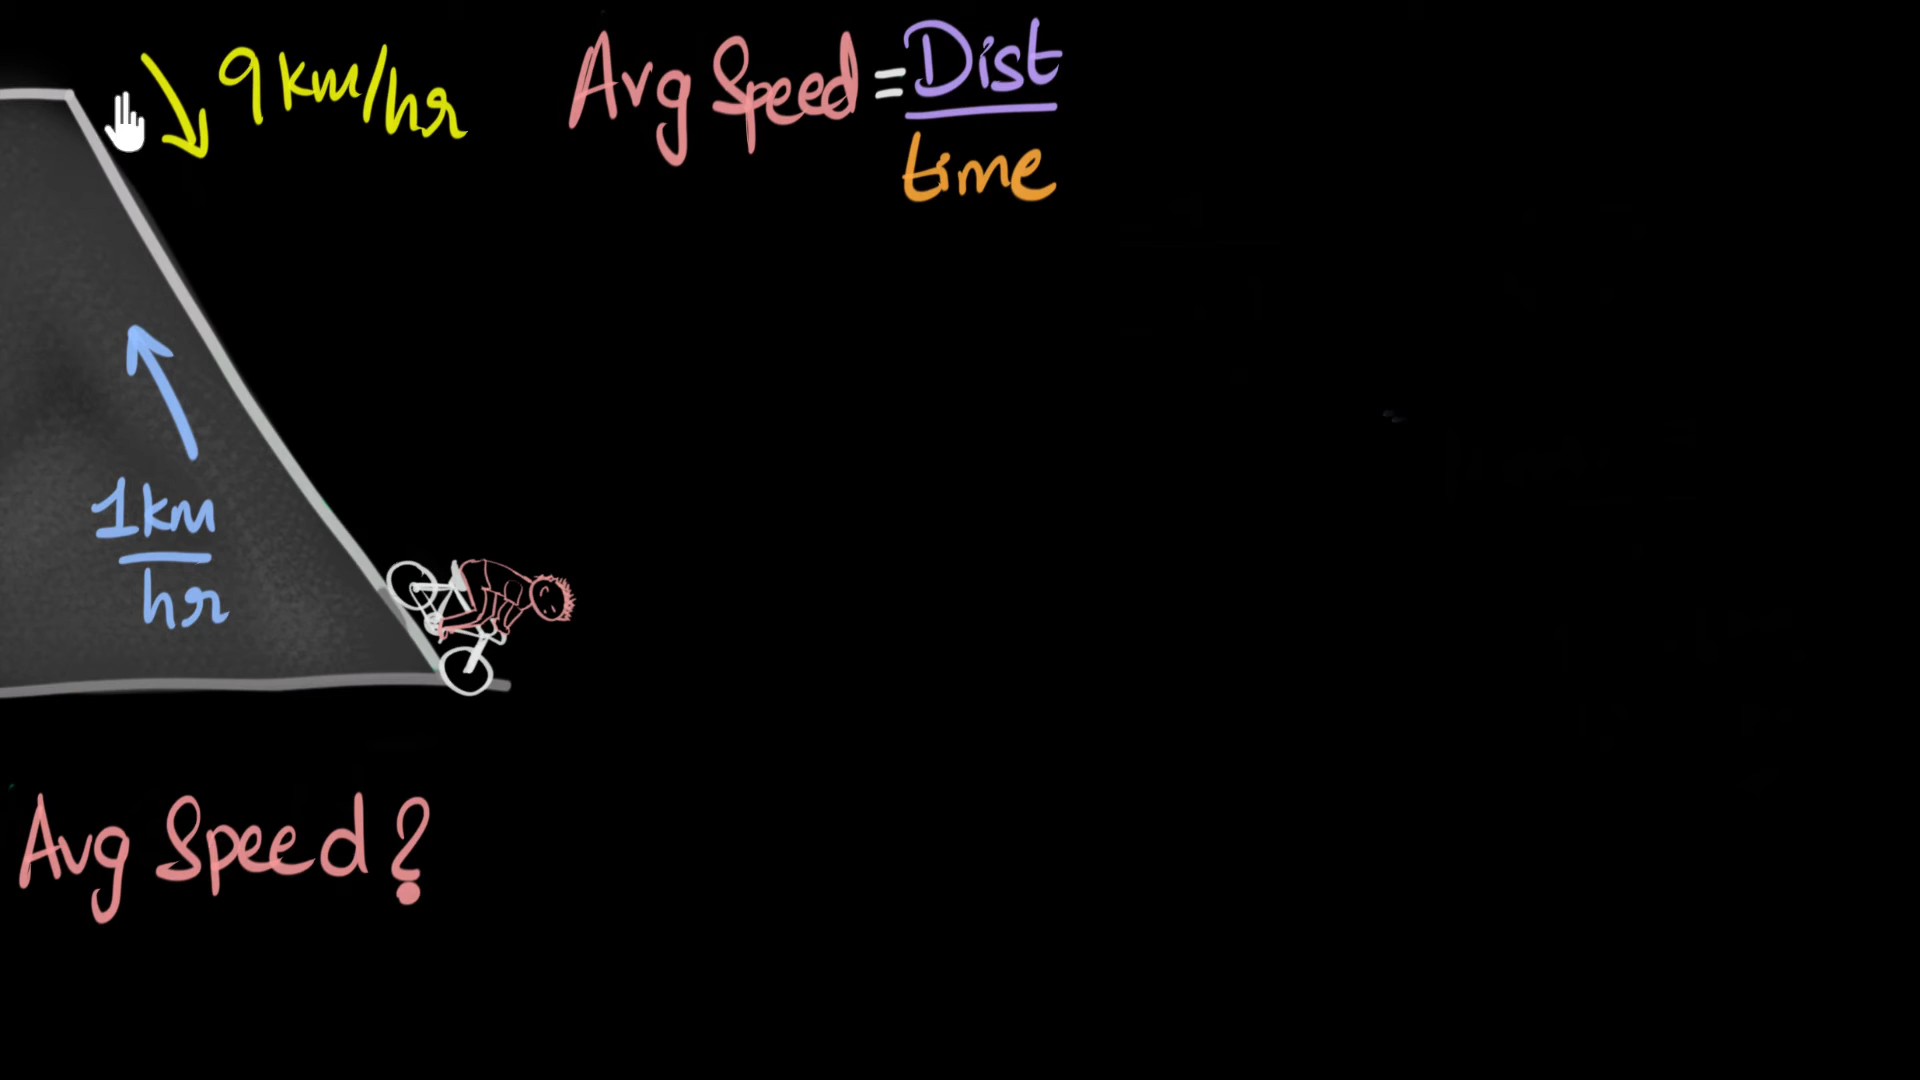 9 km/hr
Avg Speed = Dist
time
1 km
hr
Avg Speed?